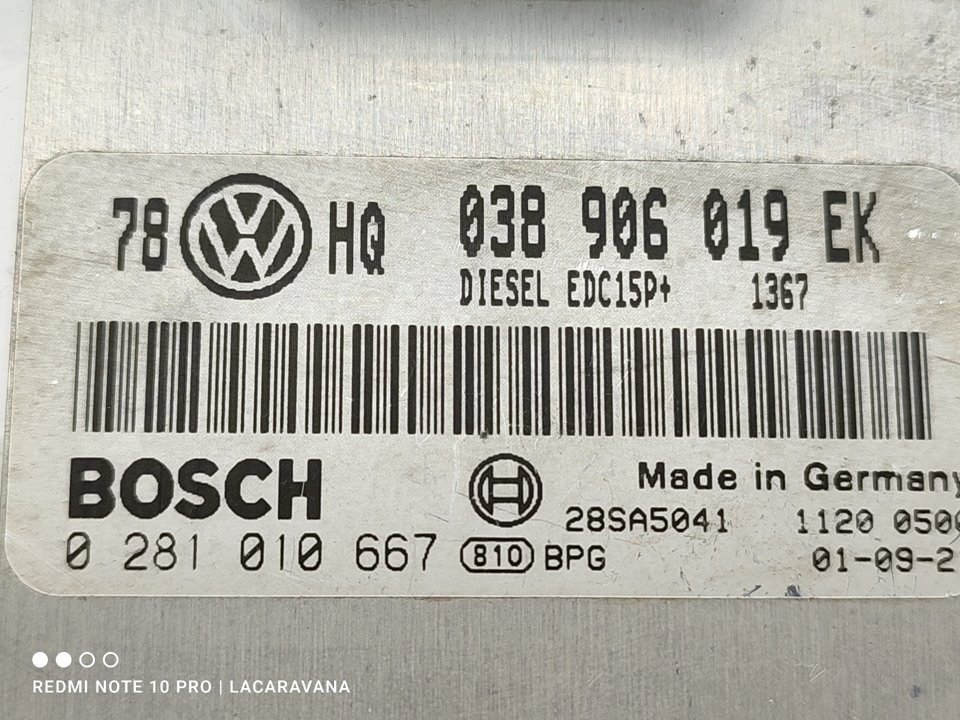 78 HQ 038 906 019 EK
DIESEL EDC15P+ 1367
BOSCH
Made in Germany
28SA5041 1120 050
0 281 010 667 810 BPG
01-09-2
REDMI NOTE 10 PRO | LACARAVANA